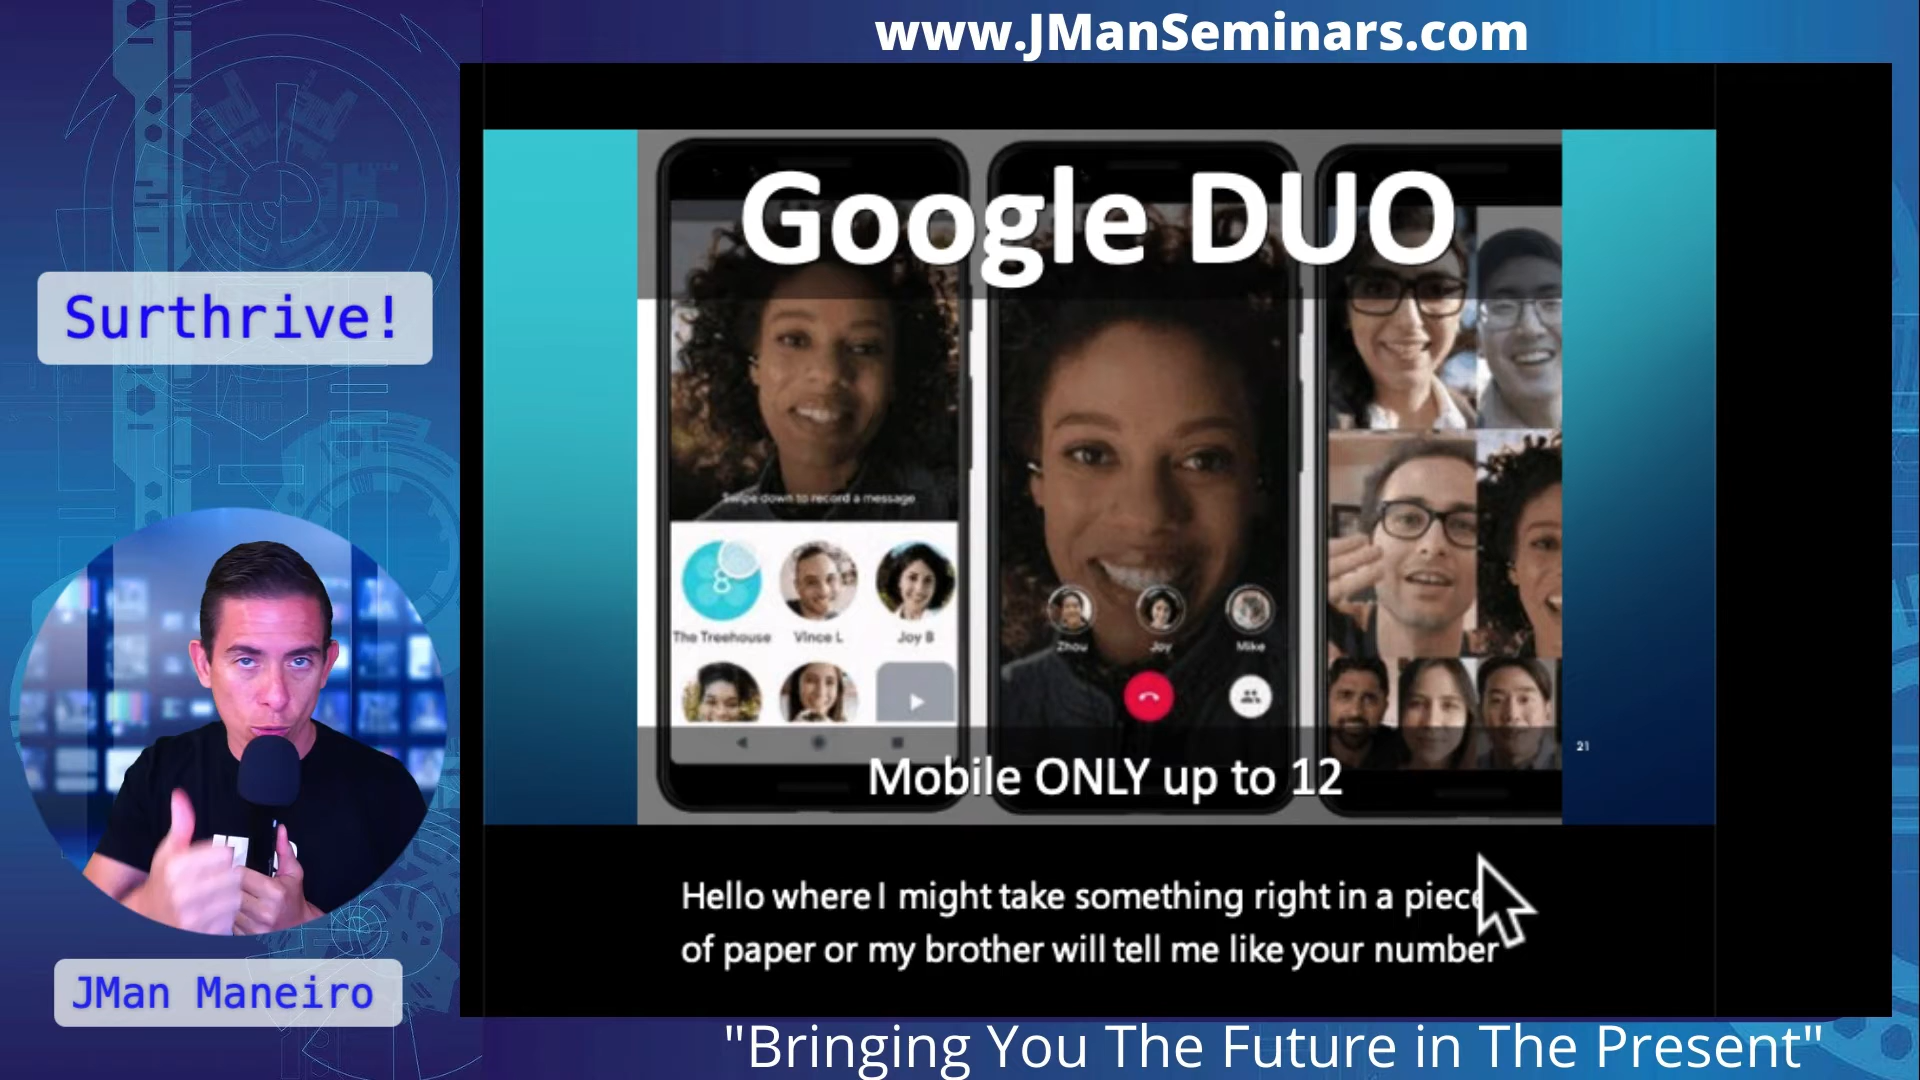 www.JManSeminars.com
Surthrive!
Google DUO
Swipe down to record a message
8
The Treehouse
Vince L
Joy B
Zhou
Joy
Mike
21
Mobile ONLY up to 12
Hello where I might take something right in a piece
of paper or my brother will tell me like your number
JMan Maneiro
"Bringing You The Future in The Present"